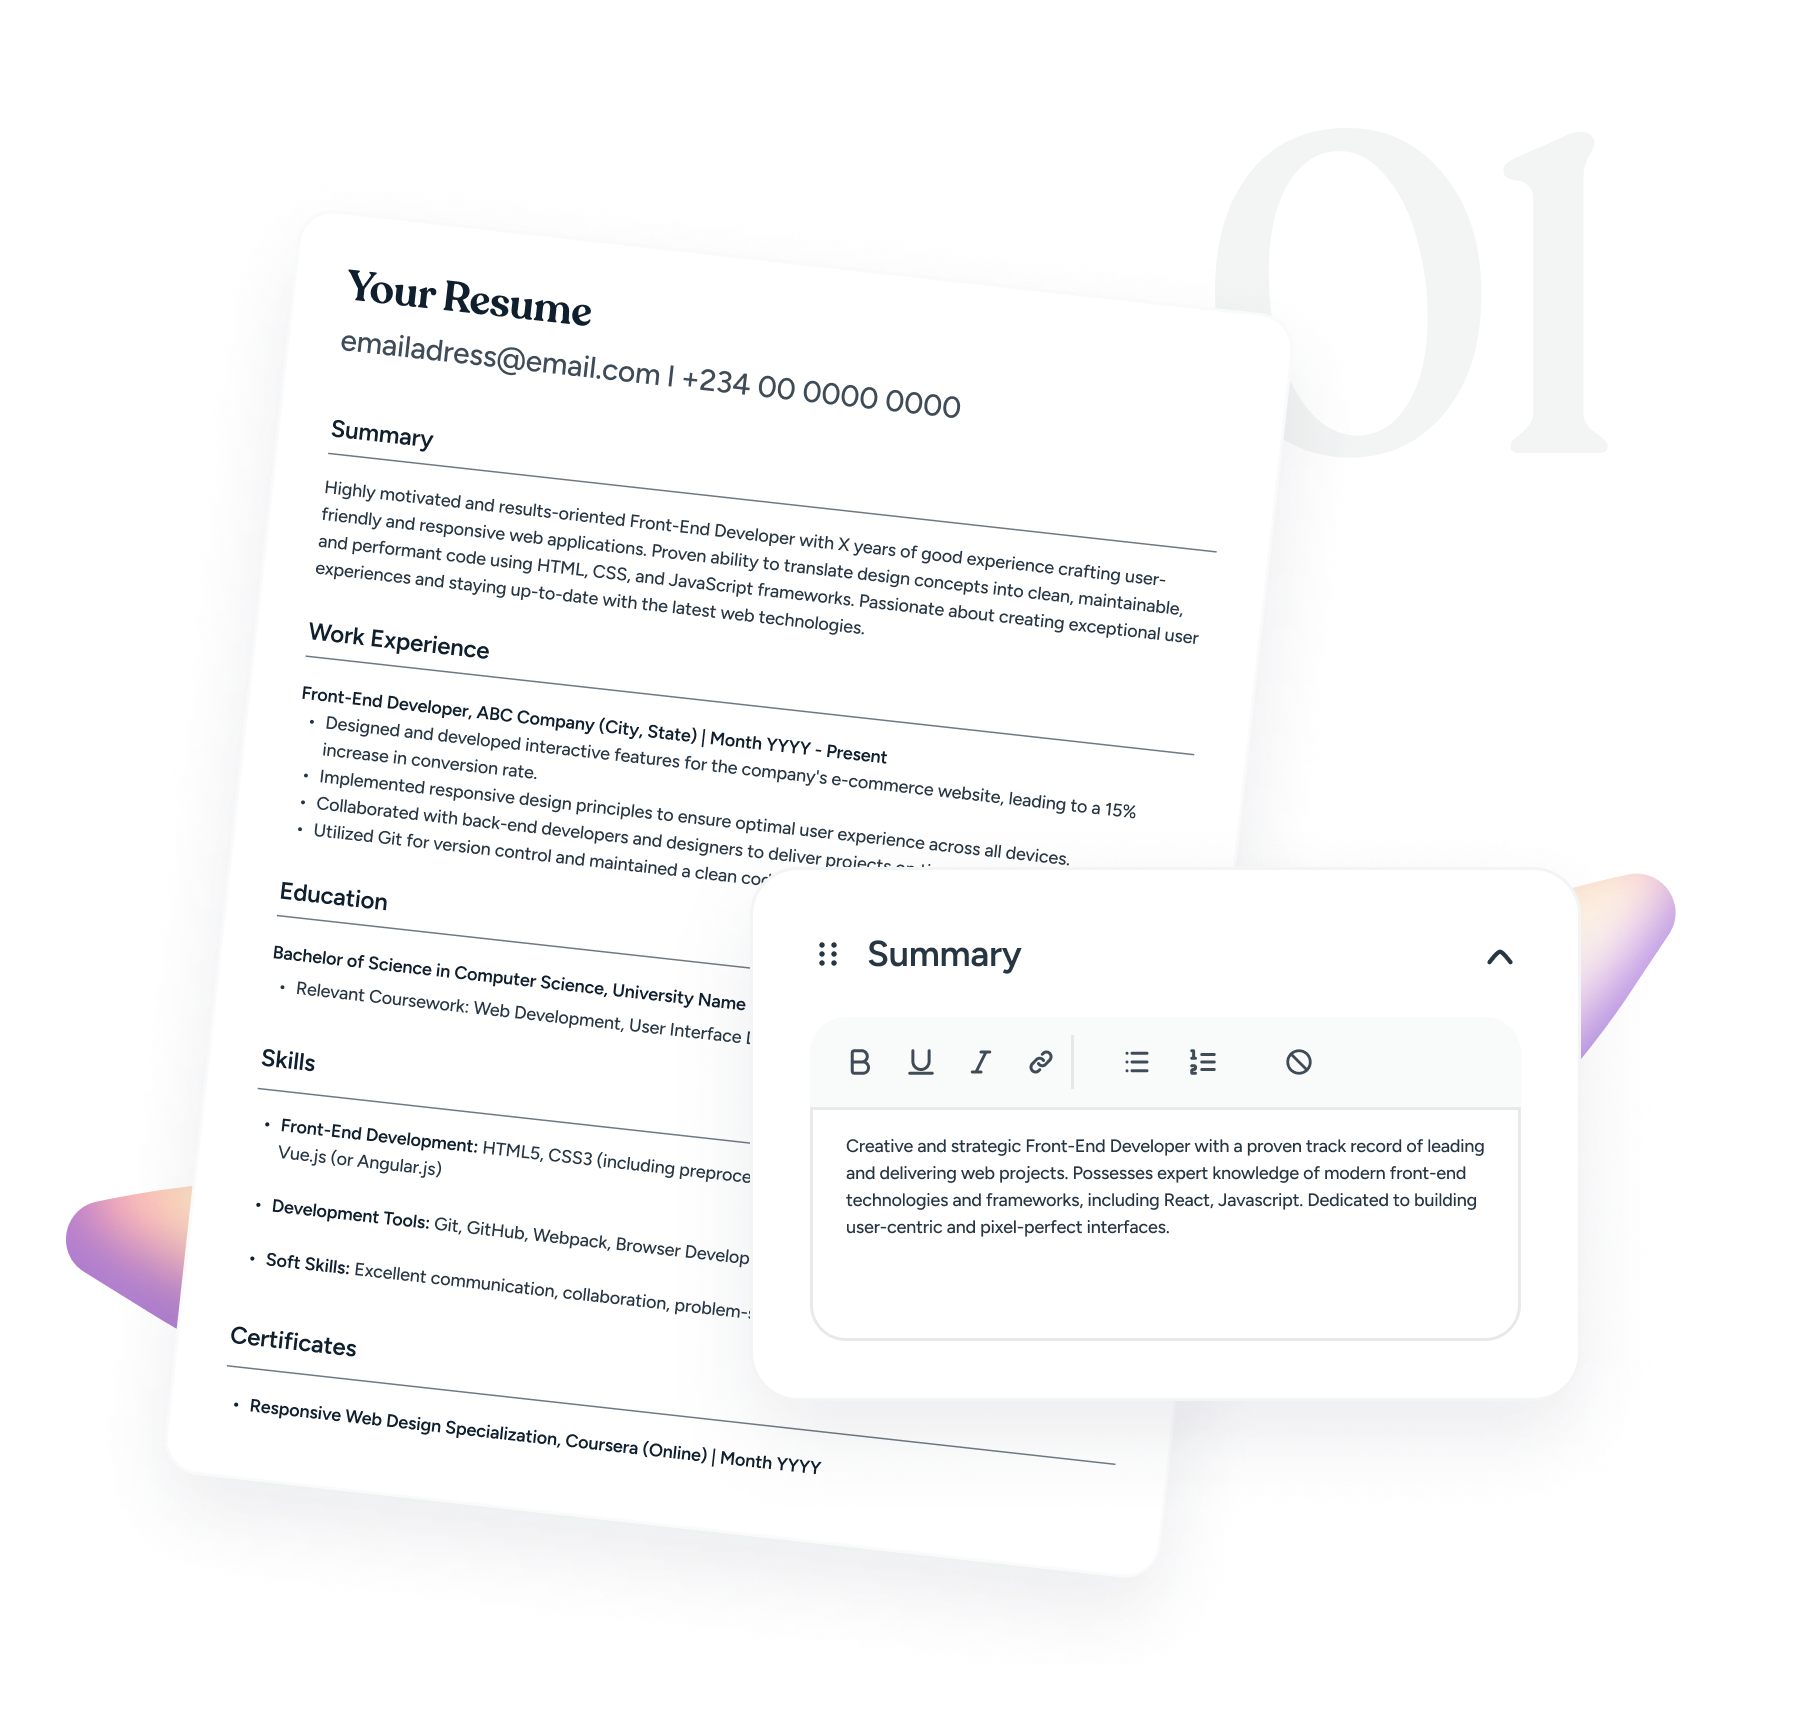 01
Your Resume
emailadress@email.com I +234 00 0000 0000
Summary
Highly motivated and results-oriented Front-End Developer with X years of good experience crafting user-
friendly and responsive web applications. Proven ability to translate design concepts into clean, maintainable,
and performant code using HTML, CSS, and JavaScript frameworks. Passionate about creating exceptional user
experiences and staying up-to-date with the latest web technologies.
Work Experience
Front-End Developer, ABC Company (City, State) | Month YYYY - Present
• Designed and developed interactive features for the company's e-commerce website, leading to a 15%
increase in conversion rate.
• Implemented responsive design principles to ensure optimal user experience across all devices.
• Collaborated with back-end developers and designers to deliver projects
• Utilized Git for version control and maintained a clean
Education
Bachelor of Science in Computer Science, University Name
• Relevant Coursework: Web Development, User Interface
Skills
• Front-End Development: HTML5, CSS3 (including
Vue.js (or Angular.js)
• Development Tools: Git, GitHub, Webpack, Browser
• Soft Skills: Excellent communication, collaboration,
Certificates
• Responsive Web Design Specialization, Coursera (Online) | Month YYYY
Summary
B U I
Creative and strategic Front-End Developer with a proven track record of leading
and delivering web projects. Possesses expert knowledge of modern front-end
technologies and frameworks, including React, Javascript. Dedicated to building
user-centric and pixel-perfect interfaces.